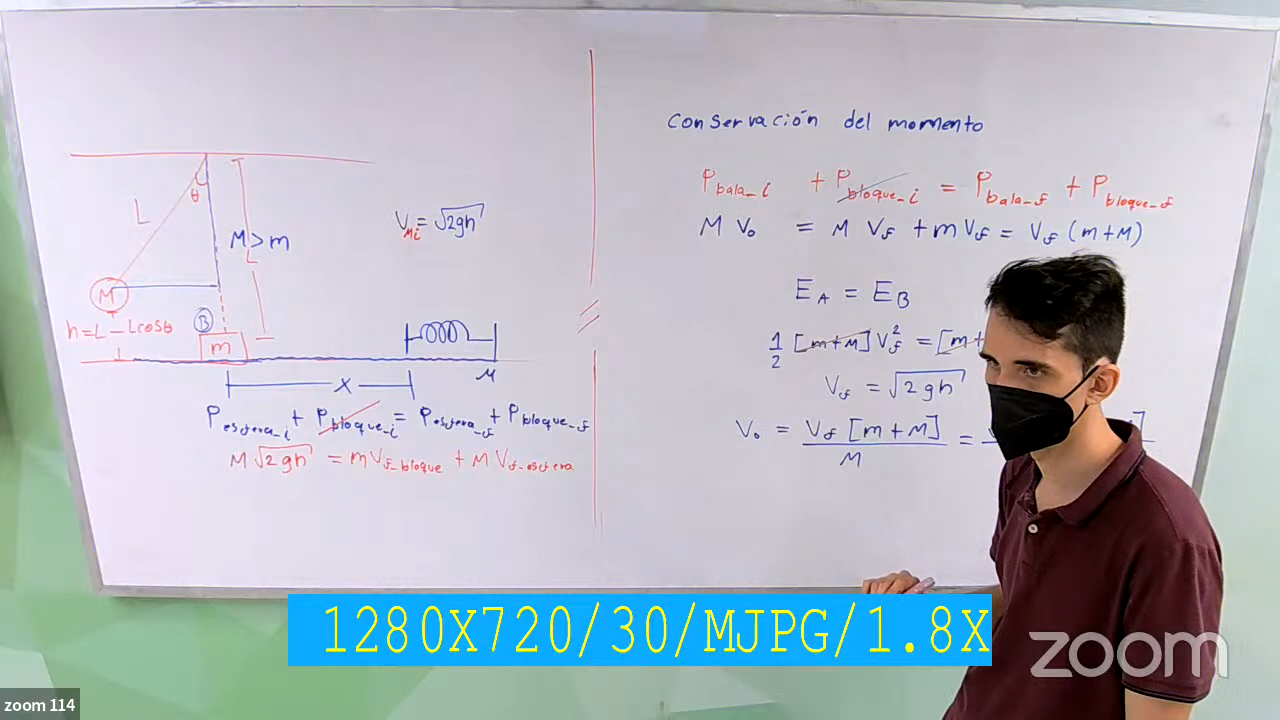 Conservación del momento
P bala_i + P bloque_i = P bala_f + P bloque_f
M V₀ = M V_f + m V_f = V_f (m+M)
E_A = E_B
1/2 [m+M] V_f² = [m+
V_f = √2gh
V₀ = V_f [m+M] / M =
θ
L
M>m
L
V_Mi = √2gh
M
h=L-Lcosθ
B
m
x
M
P esfera_i + P bloque_i = P esfera_f + P bloque_f
M √2gh = m V_f_bloque + M V_f_esfera
1280X720/30/MJPG/1.8X
zoom
zoom 114